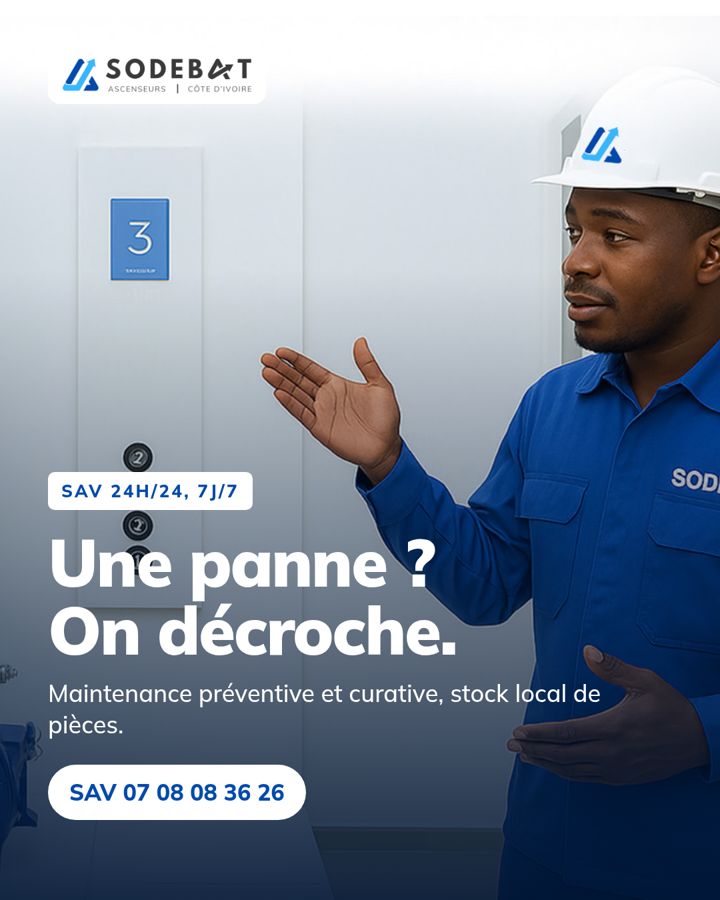 SODEBAT
ASCENSEURS | CÔTE D'IVOIRE
3
2
SAV 24H/24, 7J/7
Une panne ?
On décroche.
Maintenance préventive et curative, stock local de
pièces.
SAV 07 08 08 36 26